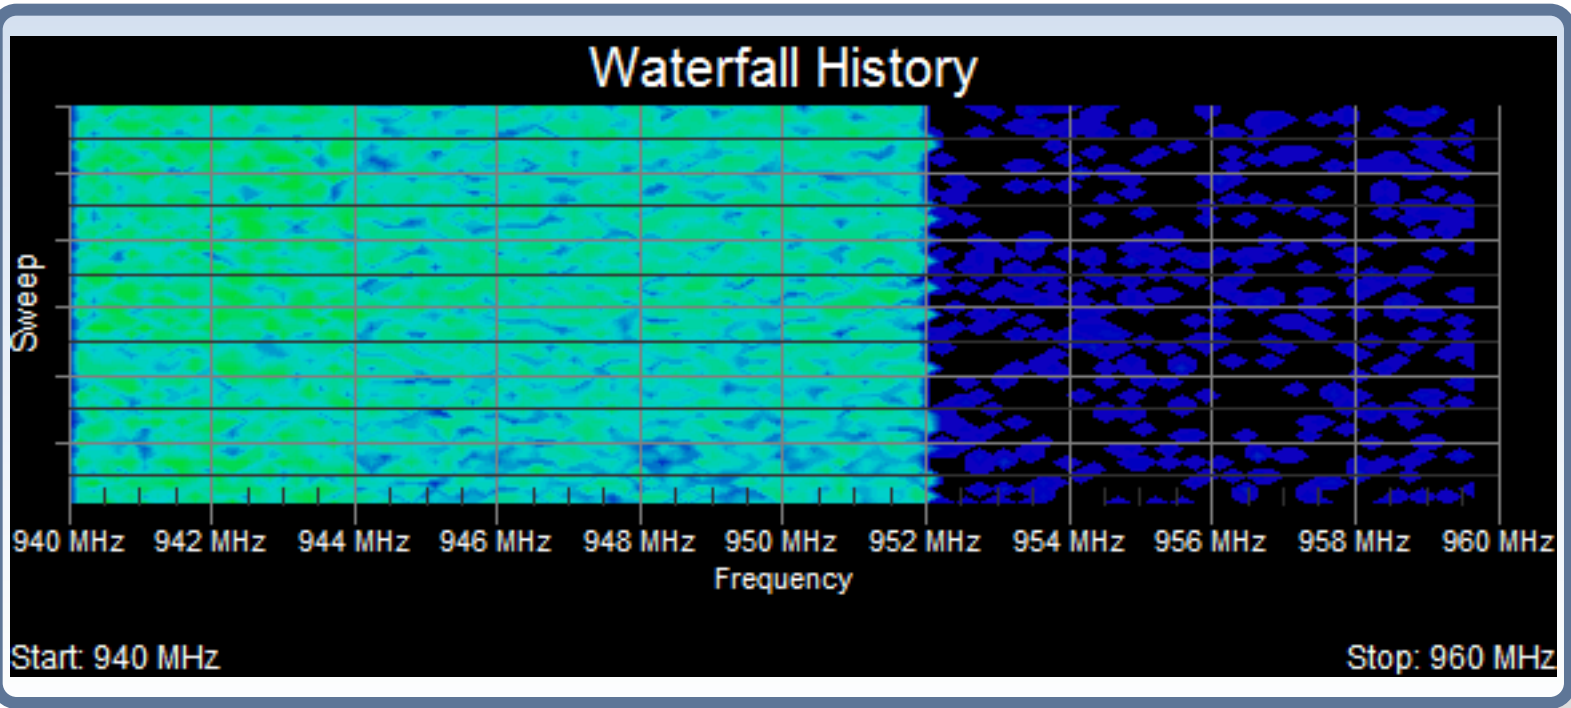 Waterfall History
Sweep
940 MHz 942 MHz 944 MHz 946 MHz 948 MHz 950 MHz 952 MHz 954 MHz 956 MHz 958 MHz 960 MHz
Frequency
Start: 940 MHz Stop: 960 MHz